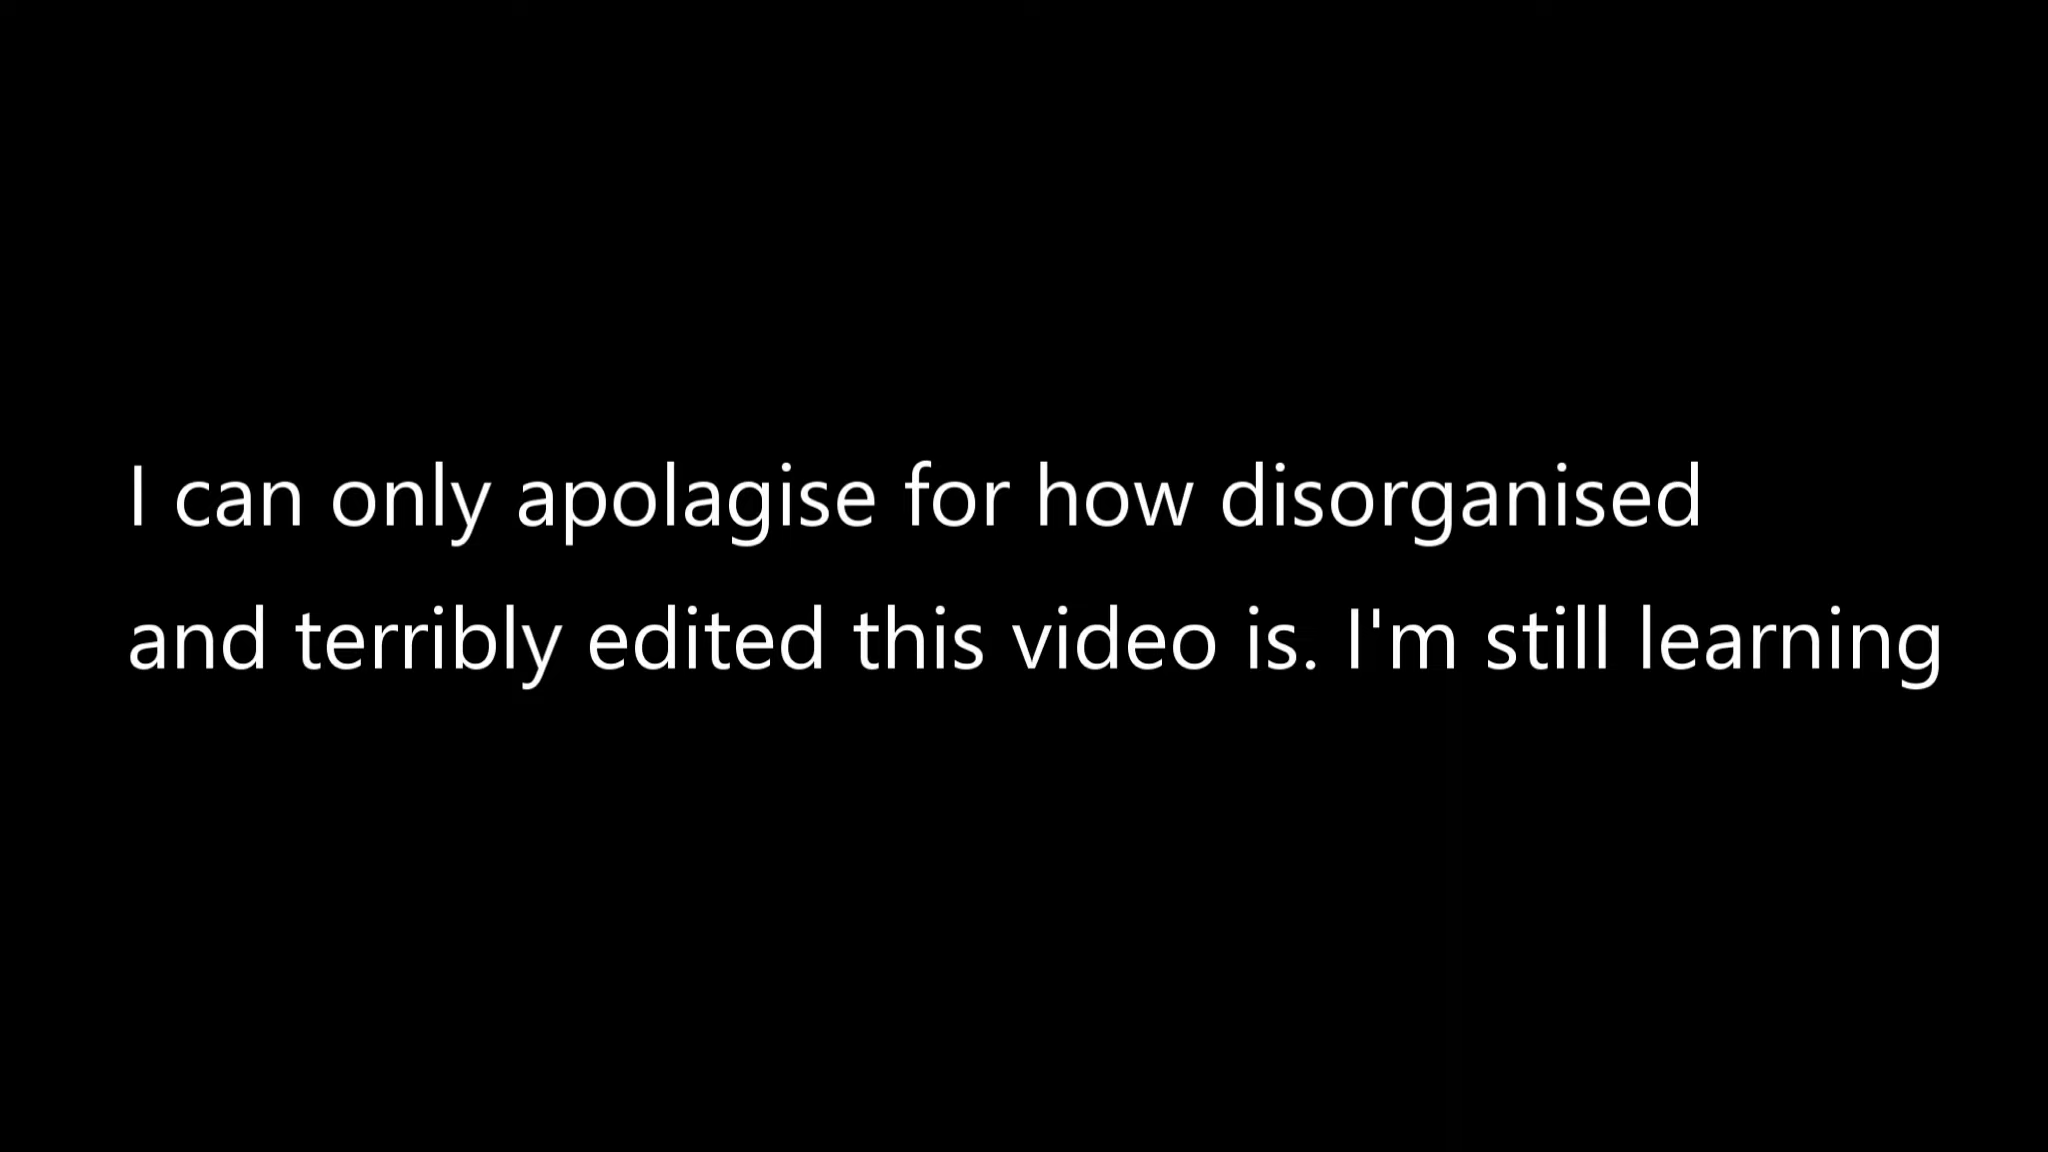 I can only apolagise for how disorganised
and terribly edited this video is. I'm still learning